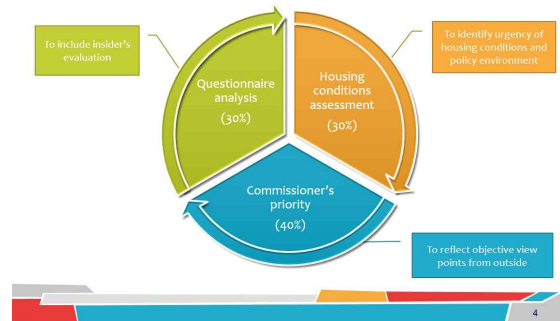 To include insider's
evaluation
Questionnaire
analysis
(30%)
Housing
conditions
assessment
(30%)
To identify urgency of
housing conditions and
policy environment
Commissioner's
priority
(40%)
To reflect objective view
points from outside
4